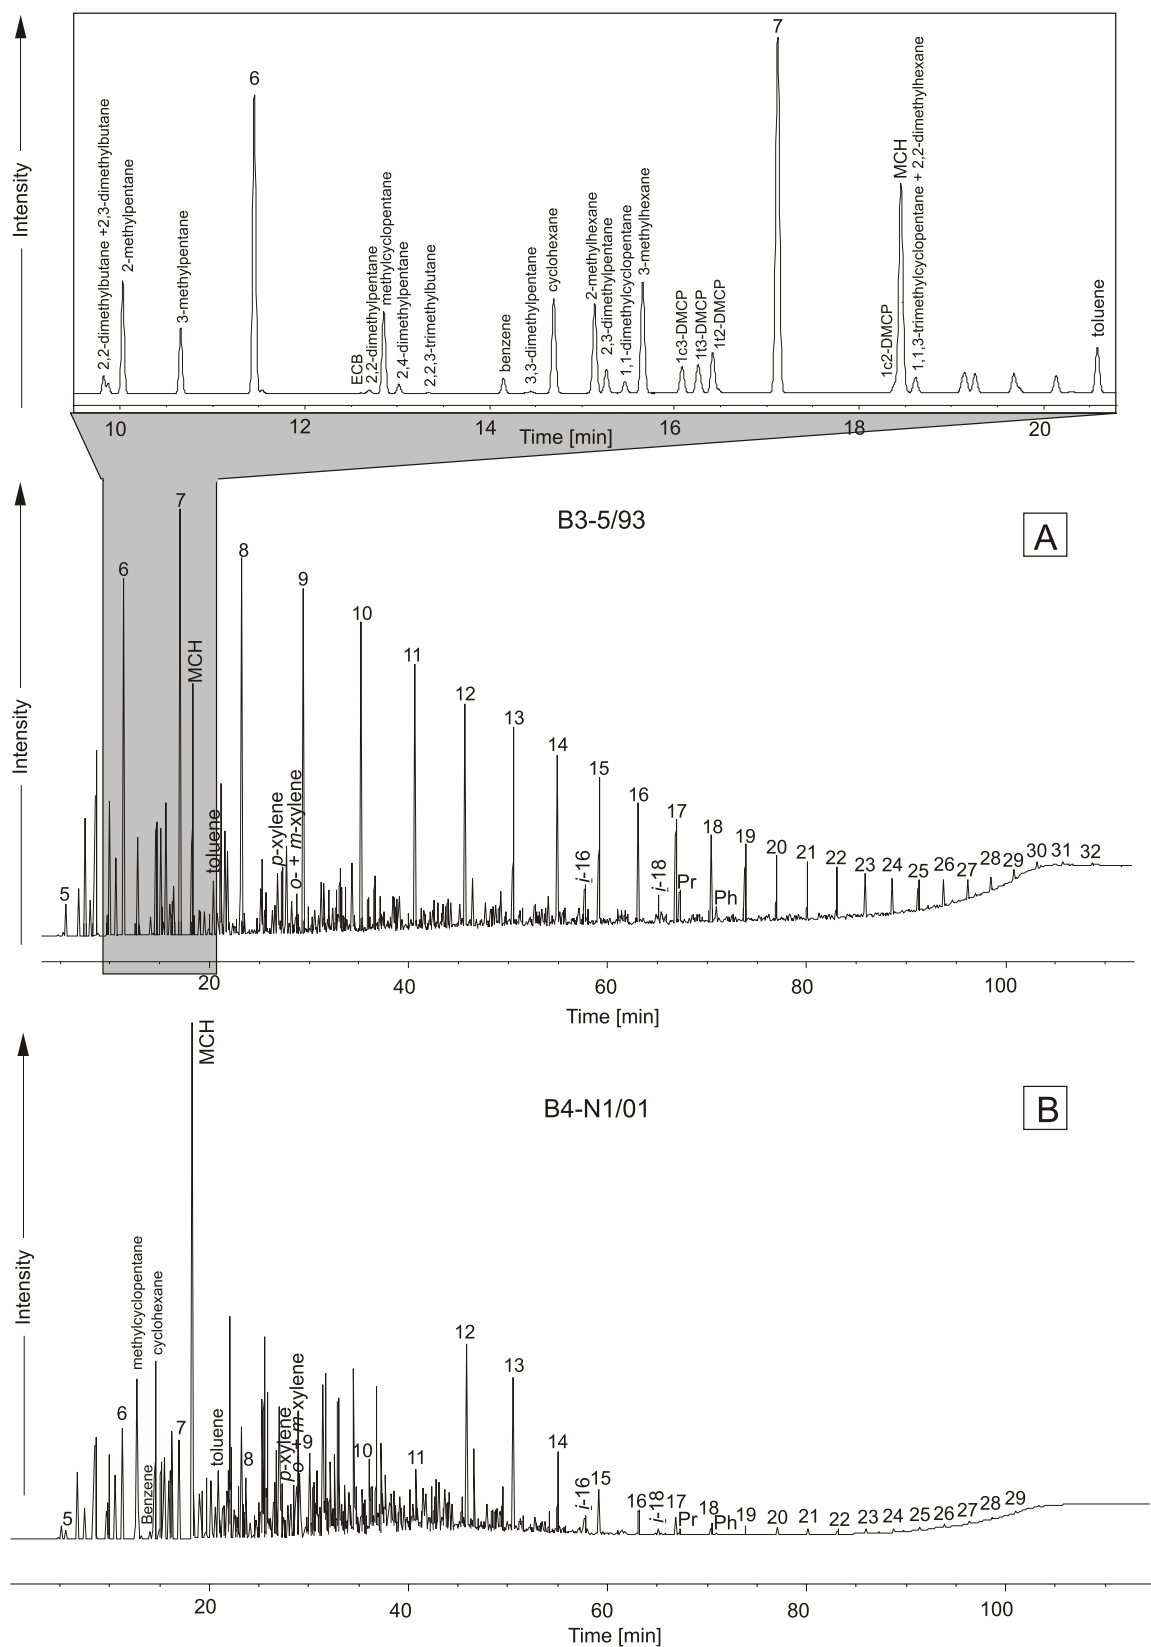 Intensity
2,2-dimethylbutane +2,3-dimethylbutane
2-methylpentane
3-methylpentane
6
ECB
2,2-dimethylpentane
methylcyclopentane
2,4-dimethylpentane
2,2,3-trimethylbutane
benzene
3,3-dimethylpentane
cyclohexane
2-methylhexane
2,3-dimethylpentane
1,1-dimethylcyclopentane
3-methylhexane
1c3-DMCP
1t3-DMCP
1t2-DMCP
7
1c2-DMCP
MCH
1,1,3-trimethylcyclopentane + 2,2-dimethylhexane
toluene
10 12 14 16 18 20
Time [min]
B3-5/93
A
Intensity
5
6
7
MCH
toluene
8
p-xylene
o- + m-xylene
9
10
11
12
13
14
i-16
15
16
i-18
17
Pr
18
Ph
19
20
21
22
23
24
25
26
27
28
29
30
31
32
20 40 60 80 100
Time [min]
B4-N1/01
B
Intensity
5
6
methylcyclopentane
Benzene
cyclohexane
7
MCH
toluene
8
p-xylene
o- + m-xylene
9
10
11
12
13
14
i-16
15
16
i-18
17
Pr
18
Ph
19
20
21
22
23
24
25
26
27
28
29
20 40 60 80 100
Time [min]